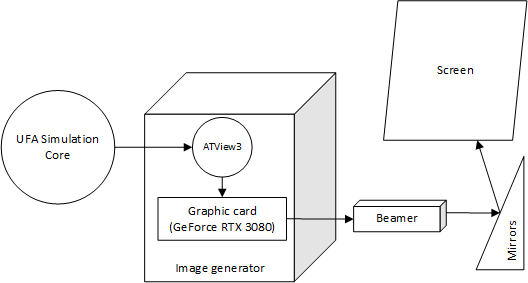 Screen
UFA Simulation
Core
ATView3
Graphic card
(GeForce RTX 3080)
Beamer
Mirrors
Image generator